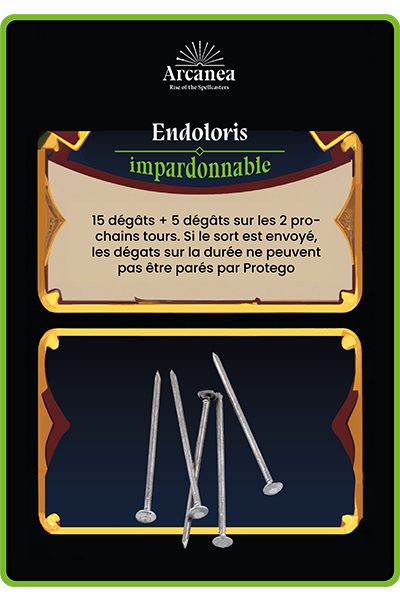 Arcanea
Rise of the Spellcasters
Endoloris
impardonnable
15 dégâts + 5 dégâts sur les 2 pro-
chains tours. Si le sort est envoyé,
les dégats sur la durée ne peuvent
pas être parés par Protego